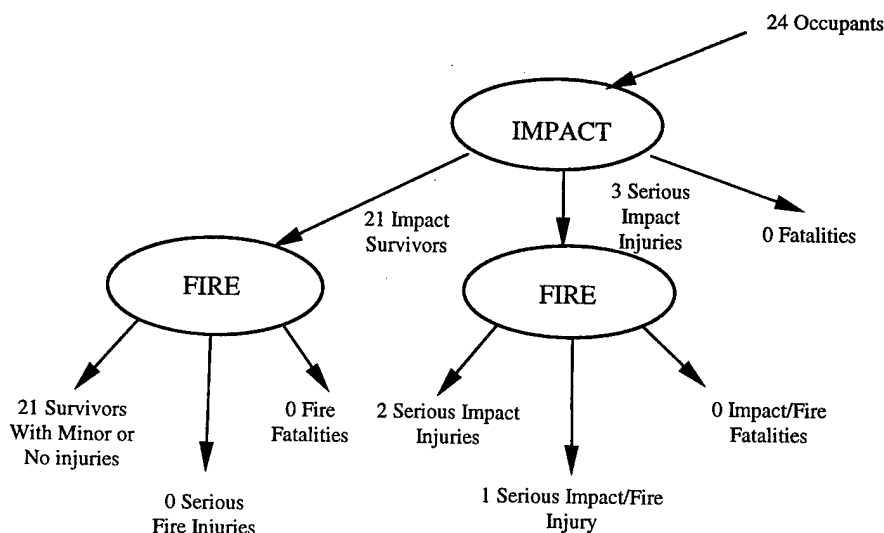 24 Occupants
IMPACT
21 Impact
Survivors
3 Serious
Impact
Injuries
0 Fatalities
FIRE
FIRE
21 Survivors
With Minor or
No injuries
0 Serious
Fire Injuries
0 Fire
Fatalities
2 Serious Impact
Injuries
1 Serious Impact/Fire
Injury
0 Impact/Fire
Fatalities